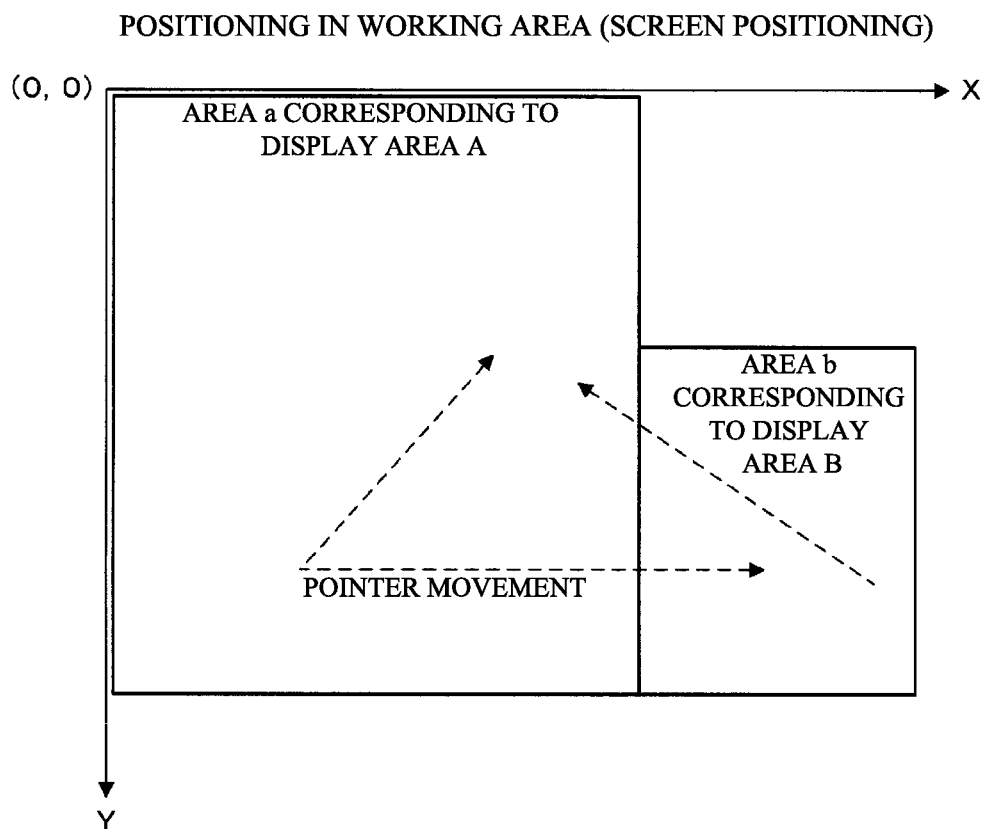 POSITIONING IN WORKING AREA (SCREEN POSITIONING)
(0, 0)
X
AREA a CORRESPONDING TO
DISPLAY AREA A
AREA b
CORRESPONDING
TO DISPLAY
AREA B
POINTER MOVEMENT
Y